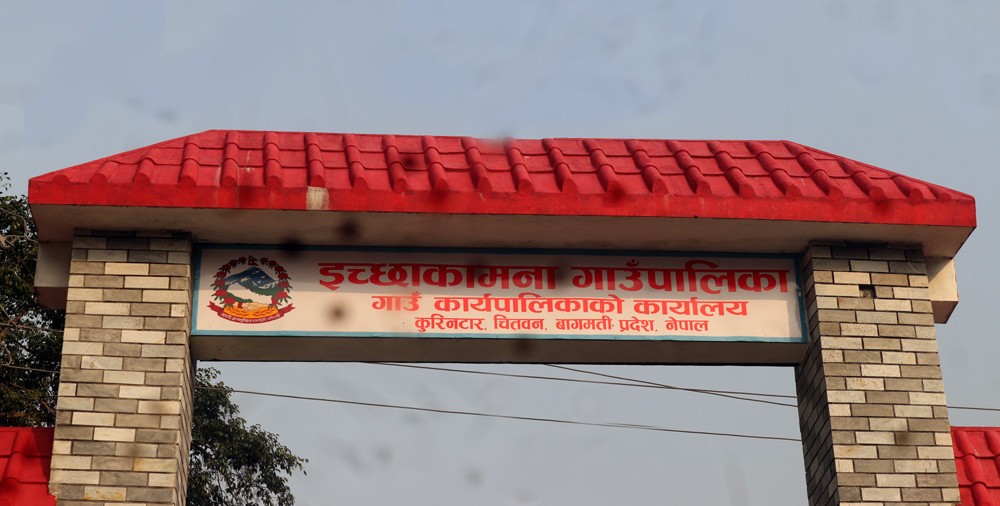 इच्छाकामना गाउँपालिका
गाउँ कार्यपालिकाको कार्यालय
कुरिनटार, चितवन, बागमती प्रदेश, नेपाल